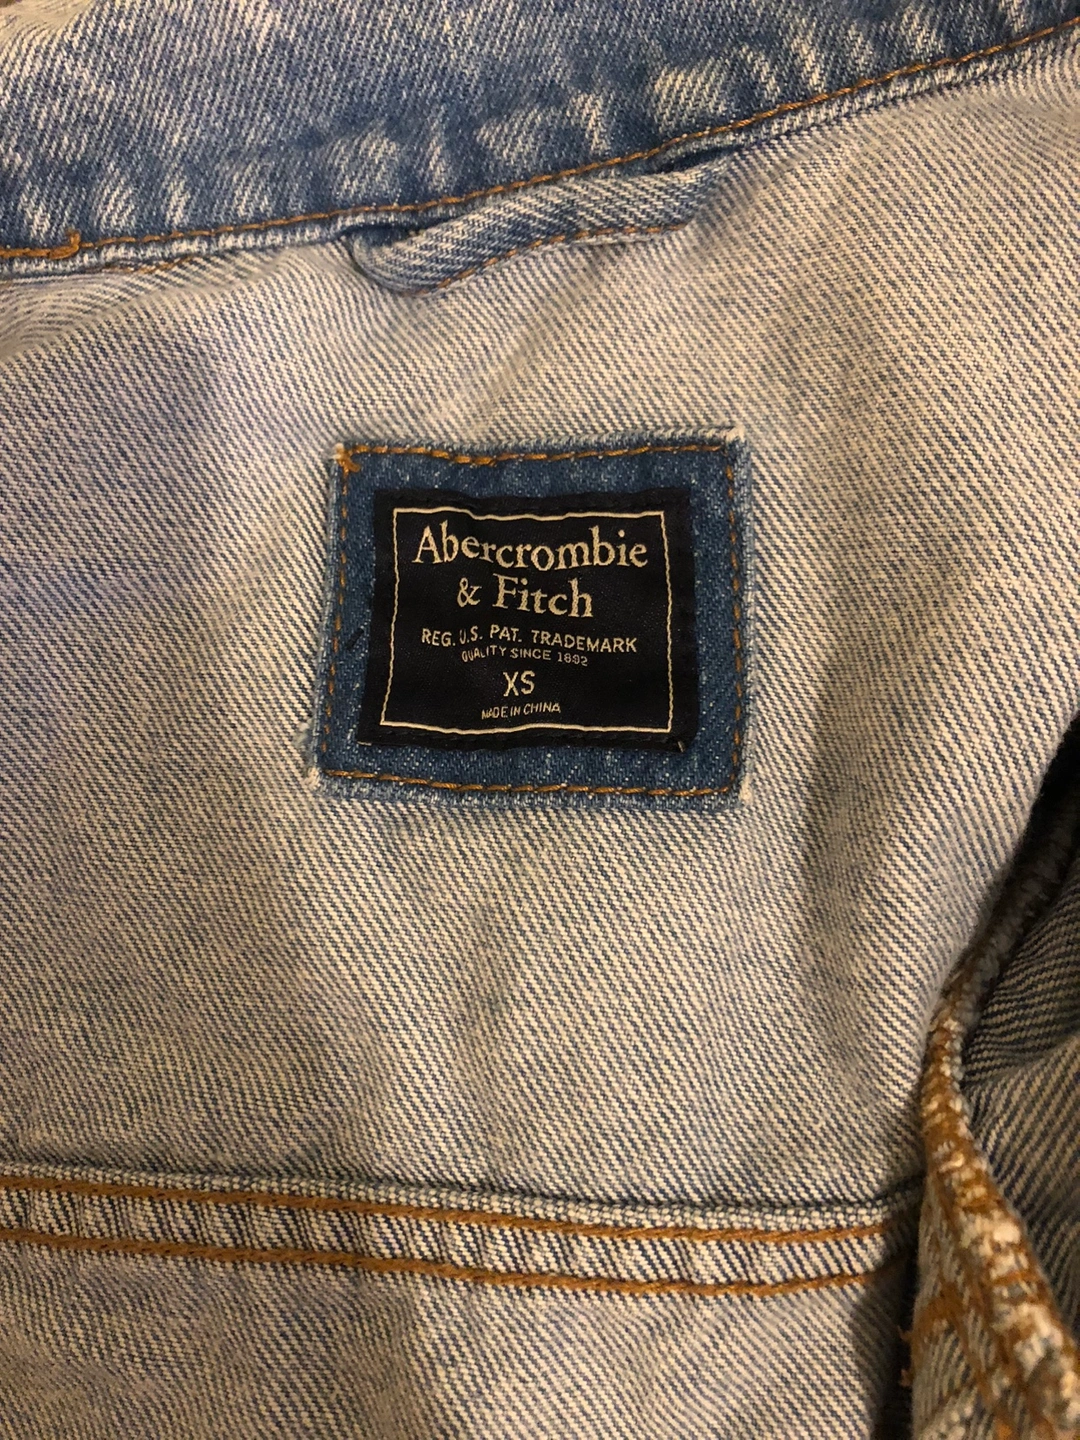 Abercrombie
& Fitch
REG. U.S. PAT. TRADEMARK
QUALITY SINCE 1892
XS
MADE IN CHINA